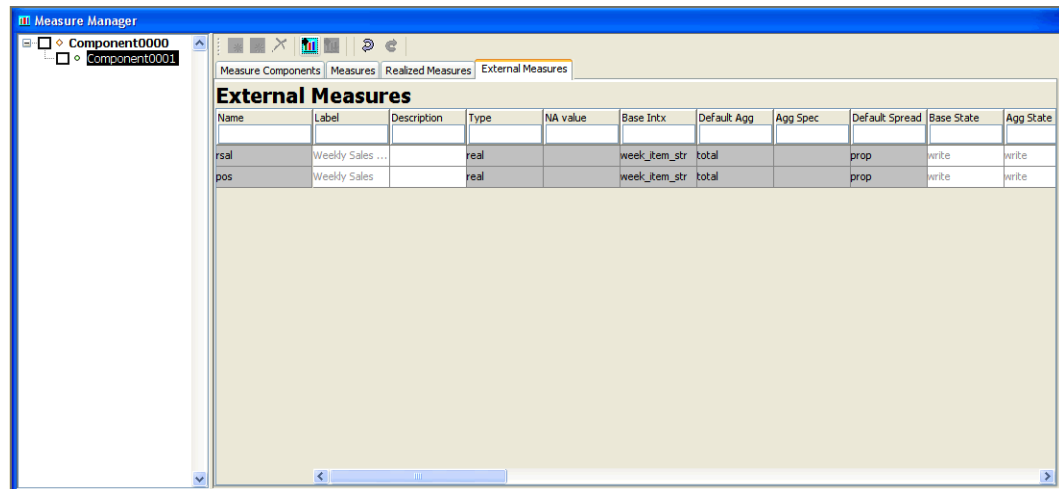 Measure Manager
Component0000
Component0001
Measure Components Measures Realized Measures External Measures
External Measures
Name Label Description Type NA value Base Intx Default Agg Agg Spec Default Spread Base State Agg State
rsal Weekly Sales ... real week_item_str total prop write write
pos Weekly Sales real week_item_str total prop write write